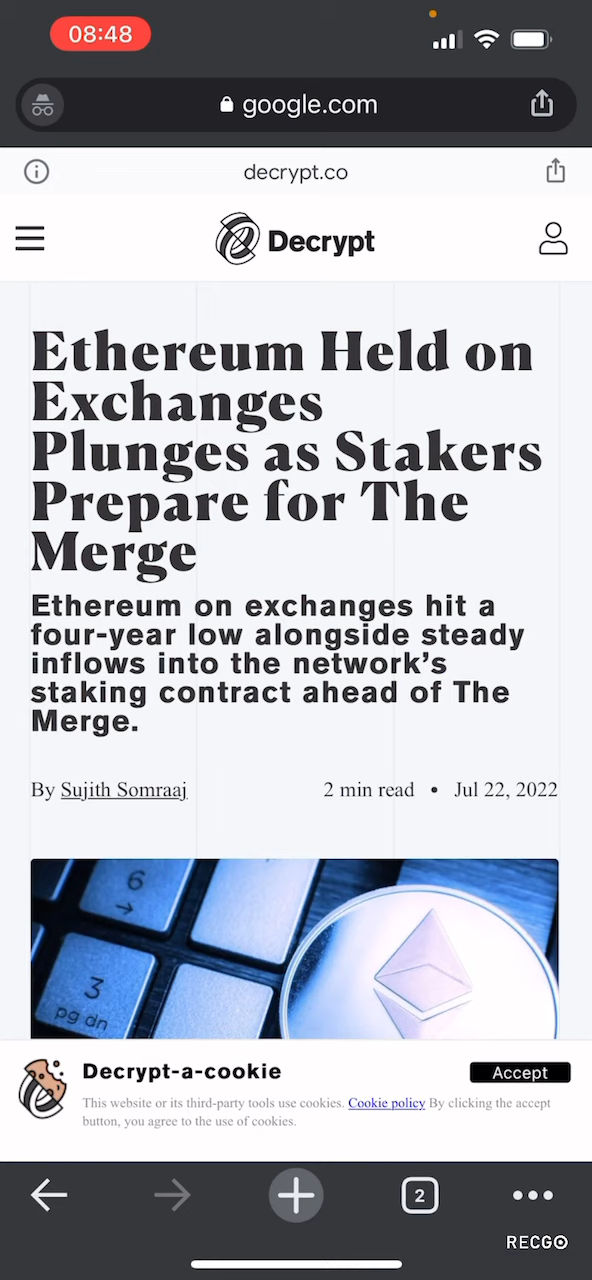 08:48
google.com
decrypt.co
Decrypt
Ethereum Held on
Exchanges
Plunges as Stakers
Prepare for The
Merge
Ethereum on exchanges hit a
four-year low alongside steady
inflows into the network's
staking contract ahead of The
Merge.
By Sujith Somraaj 2 min read • Jul 22, 2022
6
3
pg dn
Decrypt-a-cookie
Accept
This website or its third-party tools use cookies. Cookie policy By clicking the accept
button, you agree to the use of cookies.
2
RECGO